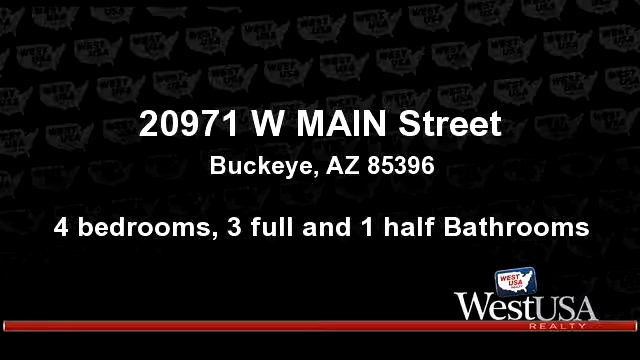 20971 W MAIN Street
Buckeye, AZ 85396
4 bedrooms, 3 full and 1 half Bathrooms
WEST
USA
WestUSA
REALTY